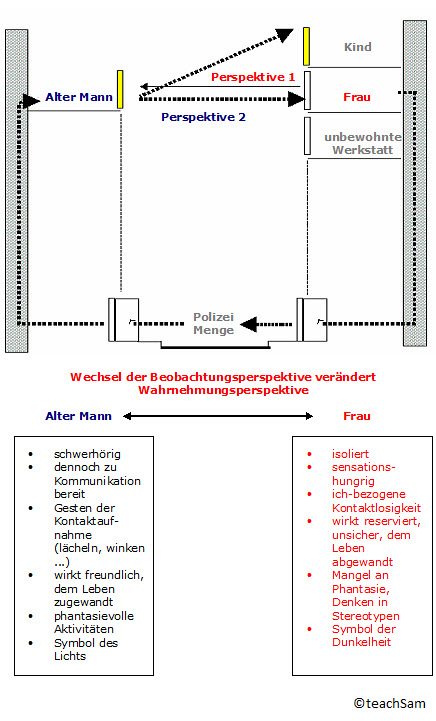 Kind
Perspektive 1
Alter Mann
Frau
Perspektive 2
unbewohnte
Werkstatt
Polizei
Menge
Wechsel der Beobachtungsperspektive verändert
Wahrnehmungsperspektive
Alter Mann
Frau
• schwerhörig
• dennoch zu
Kommunikation
bereit
• Gesten der
Kontaktauf-
nahme
(lächeln, winken
...)
• wirkt freundlich,
dem Leben
zugewandt
• phantasievolle
Aktivitäten
• Symbol des
Lichts
• isoliert
• sensations-
hungrig
• ich-bezogene
Kontaktlosigkeit
• wirkt reserviert,
unsicher, dem
Leben
abgewandt
• Mangel an
Phantasie,
Denken in
Stereotypen
• Symbol der
Dunkelheit
©teachSam